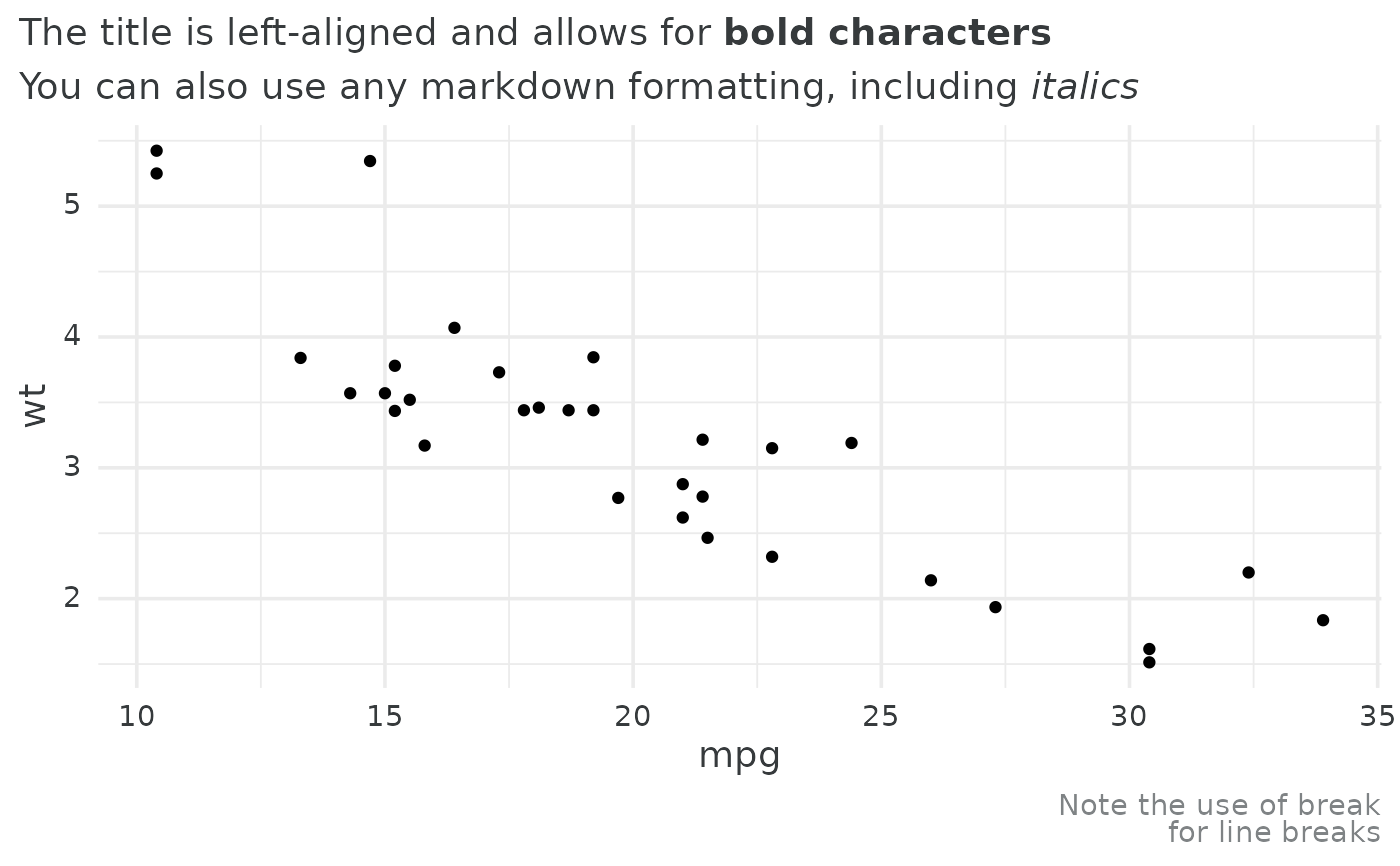 The title is left-aligned and allows for bold characters
You can also use any markdown formatting, including italics
5
4
3
2
wt
10 15 20 25 30 35
mpg
Note the use of break
for line breaks